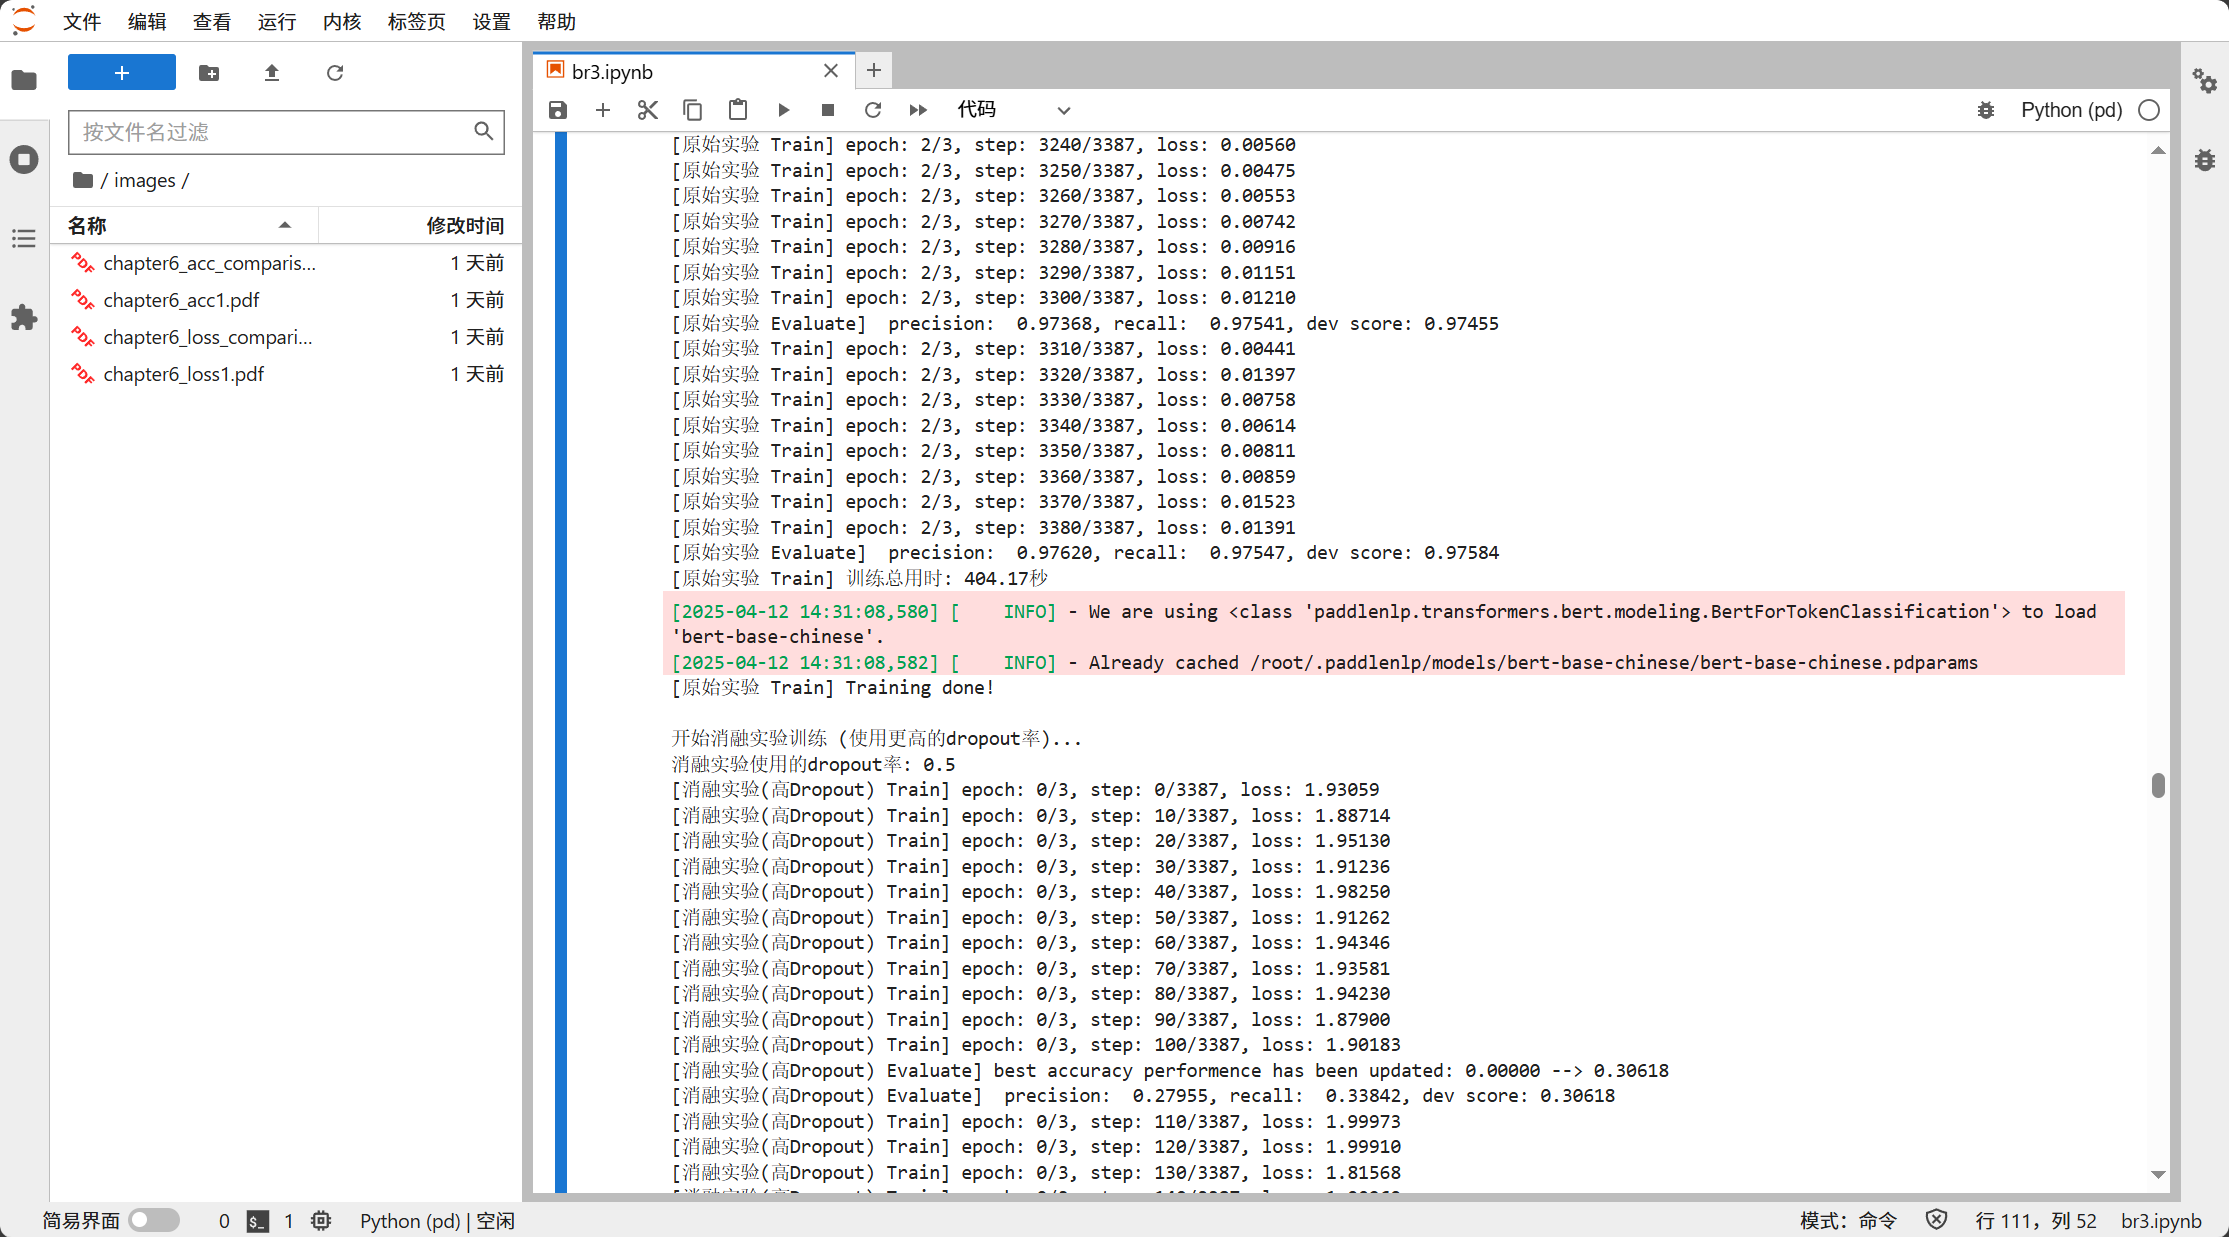 文件 编辑 查看 运行 内核 标签页 设置 帮助
按文件名过滤
/ images /
名称 修改时间
chapter6_acc_comparis... 1 天前
chapter6_acc1.pdf 1 天前
chapter6_loss_compari... 1 天前
chapter6_loss1.pdf 1 天前
br3.ipynb
代码 Python (pd)
[原始实验 Train] epoch: 2/3, step: 3240/3387, loss: 0.00560
[原始实验 Train] epoch: 2/3, step: 3250/3387, loss: 0.00475
[原始实验 Train] epoch: 2/3, step: 3260/3387, loss: 0.00553
[原始实验 Train] epoch: 2/3, step: 3270/3387, loss: 0.00742
[原始实验 Train] epoch: 2/3, step: 3280/3387, loss: 0.00916
[原始实验 Train] epoch: 2/3, step: 3290/3387, loss: 0.01151
[原始实验 Train] epoch: 2/3, step: 3300/3387, loss: 0.01210
[原始实验 Evaluate]  precision:  0.97368, recall:  0.97541, dev score: 0.97455
[原始实验 Train] epoch: 2/3, step: 3310/3387, loss: 0.00441
[原始实验 Train] epoch: 2/3, step: 3320/3387, loss: 0.01397
[原始实验 Train] epoch: 2/3, step: 3330/3387, loss: 0.00758
[原始实验 Train] epoch: 2/3, step: 3340/3387, loss: 0.00614
[原始实验 Train] epoch: 2/3, step: 3350/3387, loss: 0.00811
[原始实验 Train] epoch: 2/3, step: 3360/3387, loss: 0.00859
[原始实验 Train] epoch: 2/3, step: 3370/3387, loss: 0.01523
[原始实验 Train] epoch: 2/3, step: 3380/3387, loss: 0.01391
[原始实验 Evaluate]  precision:  0.97620, recall:  0.97547, dev score: 0.97584
[原始实验 Train] 训练总用时: 404.17秒
[2025-04-12 14:31:08,580] [    INFO] - We are using <class 'paddlenlp.transformers.bert.modeling.BertForTokenClassification'> to load
'bert-base-chinese'.
[2025-04-12 14:31:08,582] [    INFO] - Already cached /root/.paddlenlp/models/bert-base-chinese/bert-base-chinese.pdparams
[原始实验 Train] Training done!
开始消融实验训练 (使用更高的dropout率)...
消融实验使用的dropout率: 0.5
[消融实验(高Dropout) Train] epoch: 0/3, step: 0/3387, loss: 1.93059
[消融实验(高Dropout) Train] epoch: 0/3, step: 10/3387, loss: 1.88714
[消融实验(高Dropout) Train] epoch: 0/3, step: 20/3387, loss: 1.95130
[消融实验(高Dropout) Train] epoch: 0/3, step: 30/3387, loss: 1.91236
[消融实验(高Dropout) Train] epoch: 0/3, step: 40/3387, loss: 1.98250
[消融实验(高Dropout) Train] epoch: 0/3, step: 50/3387, loss: 1.91262
[消融实验(高Dropout) Train] epoch: 0/3, step: 60/3387, loss: 1.94346
[消融实验(高Dropout) Train] epoch: 0/3, step: 70/3387, loss: 1.93581
[消融实验(高Dropout) Train] epoch: 0/3, step: 80/3387, loss: 1.94230
[消融实验(高Dropout) Train] epoch: 0/3, step: 90/3387, loss: 1.87900
[消融实验(高Dropout) Train] epoch: 0/3, step: 100/3387, loss: 1.90183
[消融实验(高Dropout) Evaluate] best accuracy performence has been updated: 0.00000 --> 0.30618
[消融实验(高Dropout) Evaluate]  precision:  0.27955, recall:  0.33842, dev score: 0.30618
[消融实验(高Dropout) Train] epoch: 0/3, step: 110/3387, loss: 1.99973
[消融实验(高Dropout) Train] epoch: 0/3, step: 120/3387, loss: 1.99910
[消融实验(高Dropout) Train] epoch: 0/3, step: 130/3387, loss: 1.81568
简易界面 0 1 Python (pd) | 空闲 模式：命令 行 111，列 52 br3.ipynb